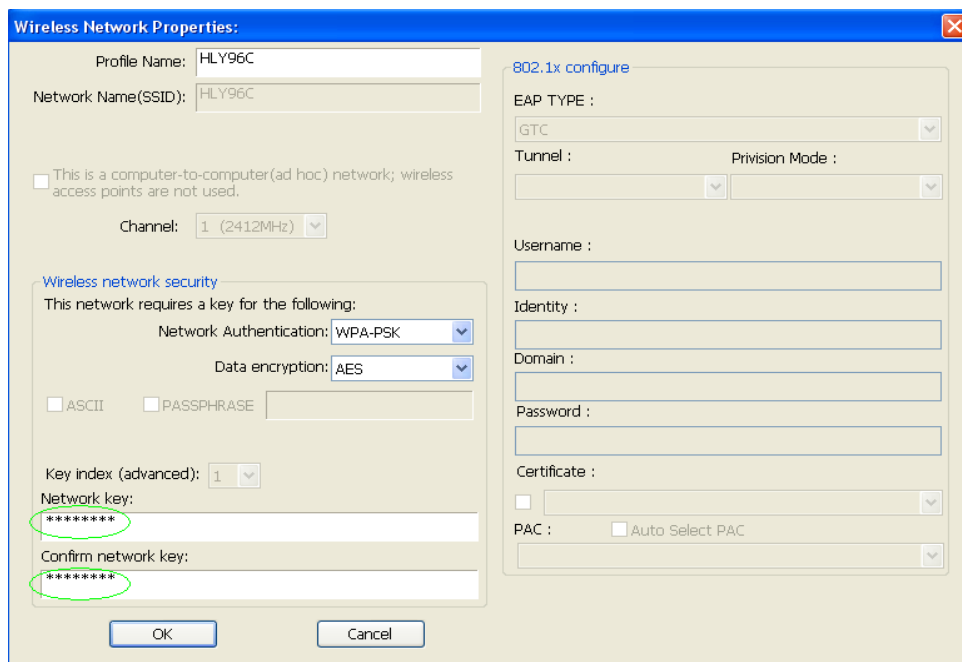 Wireless Network Properties:
Profile Name: HLY96C
Network Name(SSID): HLY96C
This is a computer-to-computer(ad hoc) network; wireless
access points are not used.
Channel: 1 (2412MHz)
Wireless network security
This network requires a key for the following:
Network Authentication: WPA-PSK
Data encryption: AES
ASCII PASSPHRASE
Key index (advanced): 1
Network key:
********
Confirm network key:
********
OK Cancel
802.1x configure
EAP TYPE :
GTC
Tunnel : Privision Mode :
Username :
Identity :
Domain :
Password :
Certificate :
PAC : Auto Select PAC